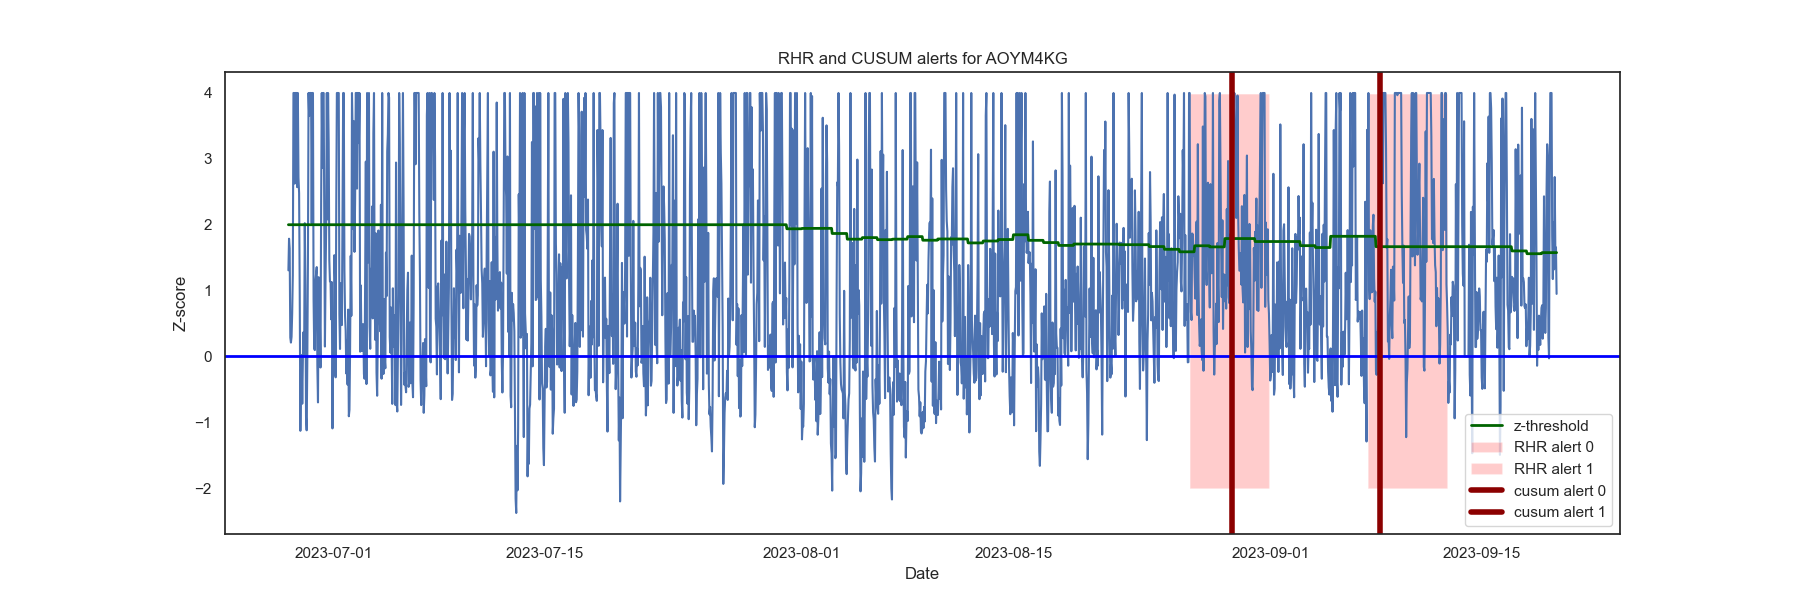 RHR and CUSUM alerts for AOYM4KG
Z-score
4
3
2
1
0
−1
−2
z-threshold
RHR alert 0
RHR alert 1
cusum alert 0
cusum alert 1
2023-07-01
2023-07-15
2023-08-01
2023-08-15
2023-09-01
2023-09-15
Date